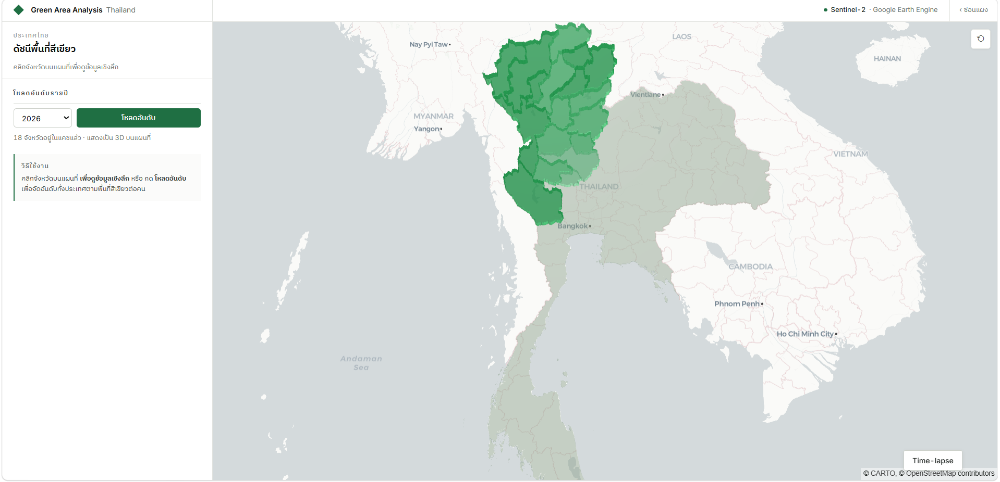 Green Area Analysis Thailand
Sentinel-2 · Google Earth Engine
‹ ซ่อนแผง
ประเทศไทย
ดัชนีพื้นที่สีเขียว
คลิกจังหวัดบนแผนที่เพื่อดูข้อมูลเชิงลึก
โหลดอันดับรายปี
2026
โหลดอันดับ
18 จังหวัดอยู่ในแคชแล้ว · แสดงเป็น 3D บนแผนที่
วิธีใช้งาน
คลิกจังหวัดบนแผนที่ เพื่อดูข้อมูลเชิงลึก หรือ กด โหลดอันดับ
เพื่อจัดอันดับทั้งประเทศตามพื้นที่สีเขียวต่อคน
LAOS
Nay Pyi Taw
HAINAN
Vientiane
MYANMAR
Yangon
VIETNAM
THAILAND
Bangkok
CAMBODIA
Phnom Penh
Ho Chi Minh City
Andaman
Sea
Time-lapse
© CARTO, © OpenStreetMap contributors